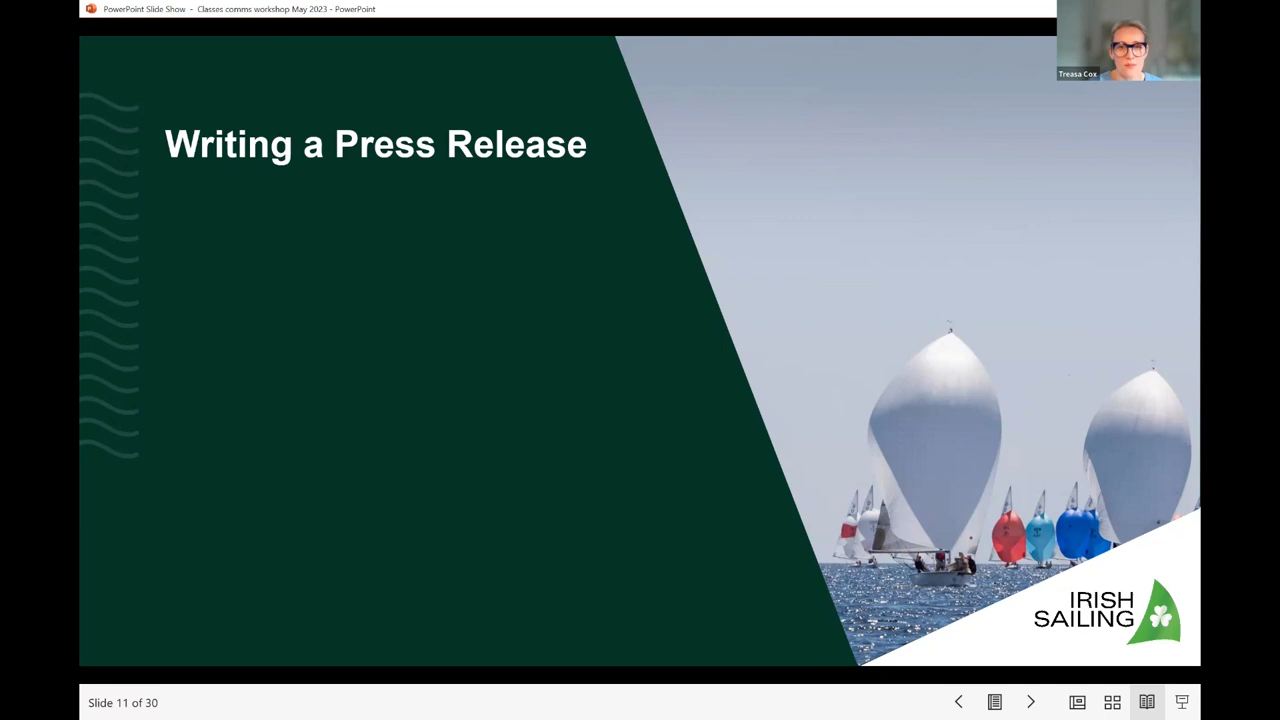 PowerPoint Slide Show - Classes comms workshop May 2023 - PowerPoint
Treasa Cox
Writing a Press Release
IRISH
SAILING
Slide 11 of 30